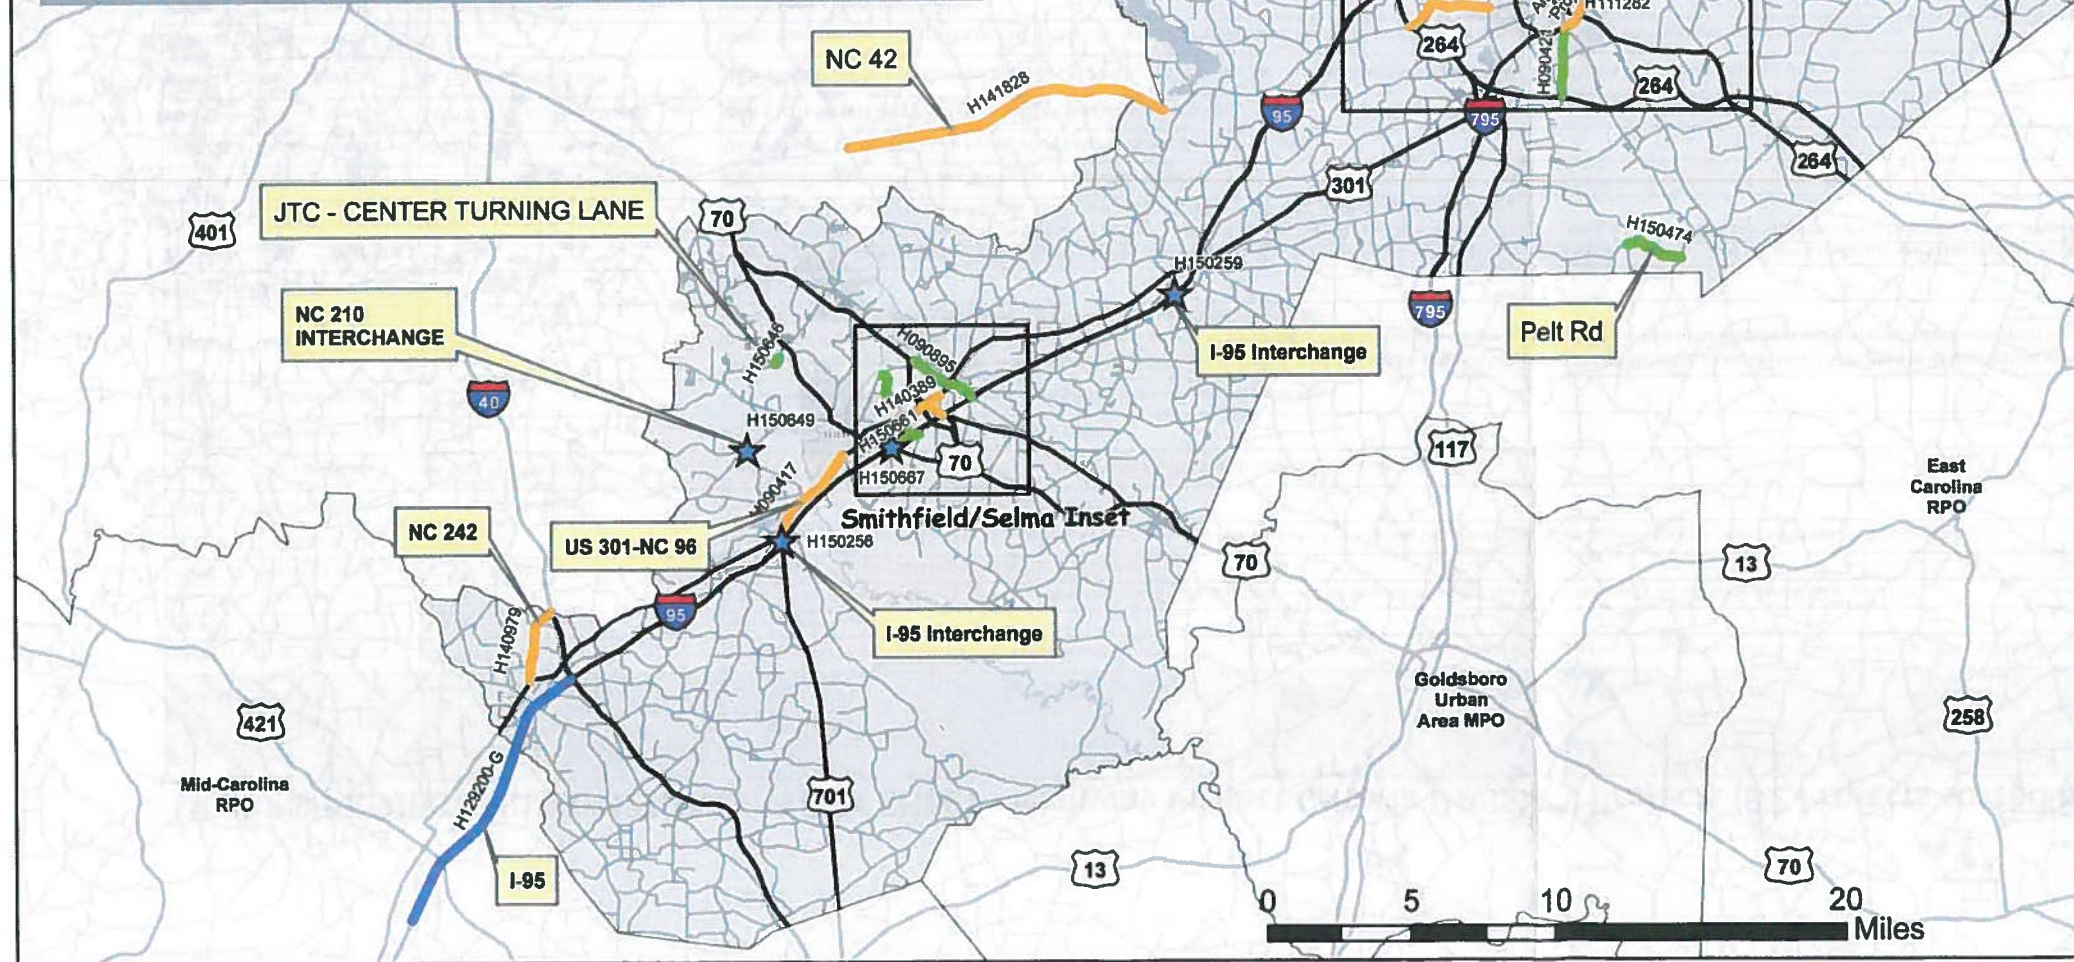 H111282
264
H090421
NC 42
H141828
95
795
264
264
301
JTC - CENTER TURNING LANE
70
401
H150474
H150259
NC 210
INTERCHANGE
795
Pelt Rd
I-95 Interchange
H150646
H090895
40
H140389
H150649
H150661
117
70
H150667
H090417
East
Carolina
RPO
Smithfield/Selma Inset
NC 242
US 301-NC 96
H150258
70
13
95
I-95 Interchange
H140979
Goldsboro
Urban
Area MPO
421
258
Mid-Carolina
RPO
H129200-G
701
13
70
I-95
0 5 10 20
Miles